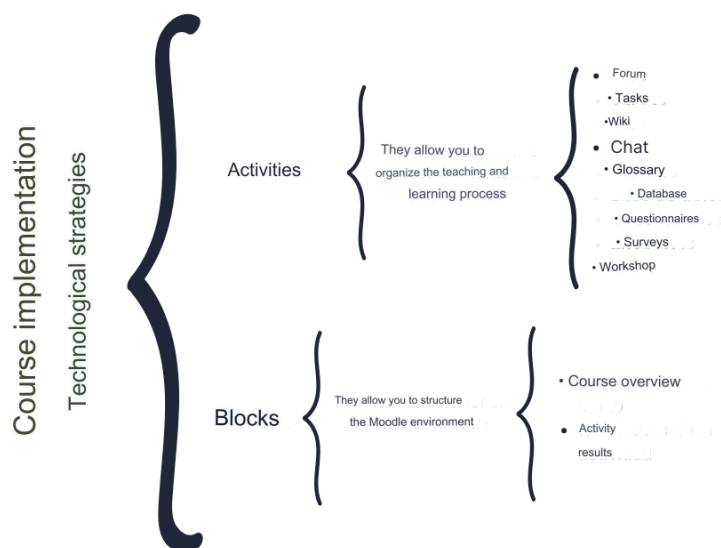 Course implementation
Technological strategies
Activities
They allow you to
organize the teaching and
learning process
• Forum
• Tasks
•Wiki
• Chat
• Glossary
• Database
• Questionnaires
• Surveys
• Workshop
Blocks
They allow you to structure
the Moodle environment
• Course overview
• Activity
results